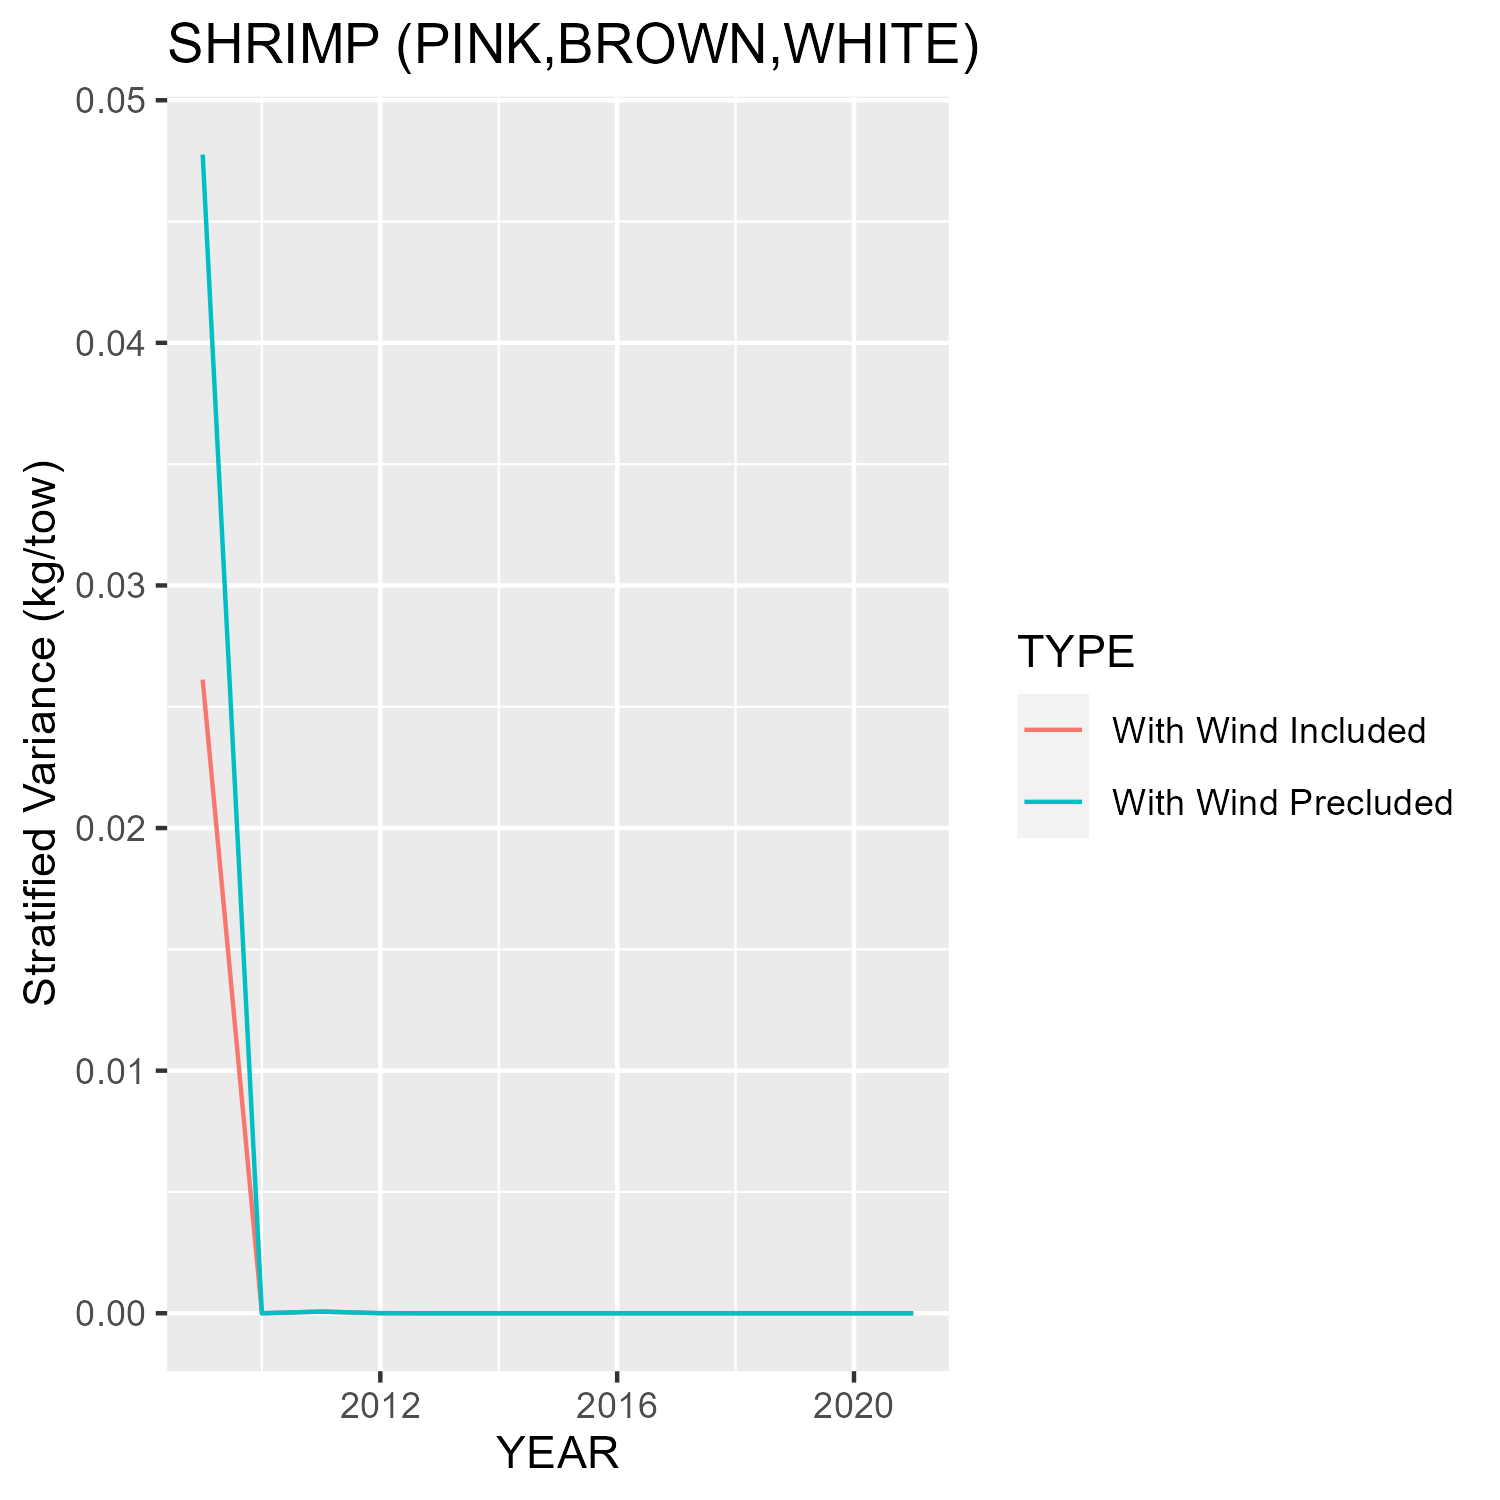 SHRIMP (PINK,BROWN,WHITE)
0.05
0.04
0.03
0.02
0.01
0.00
Stratified Variance (kg/tow)
2012
2016
2020
YEAR
TYPE
With Wind Included
With Wind Precluded